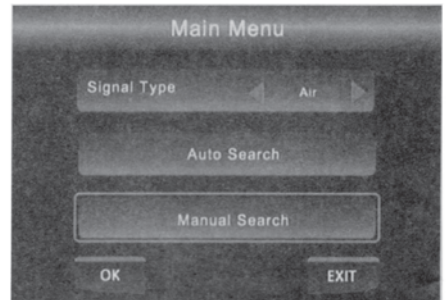 Main Menu
Signal Type Air
Auto Search
Manual Search
OK EXIT